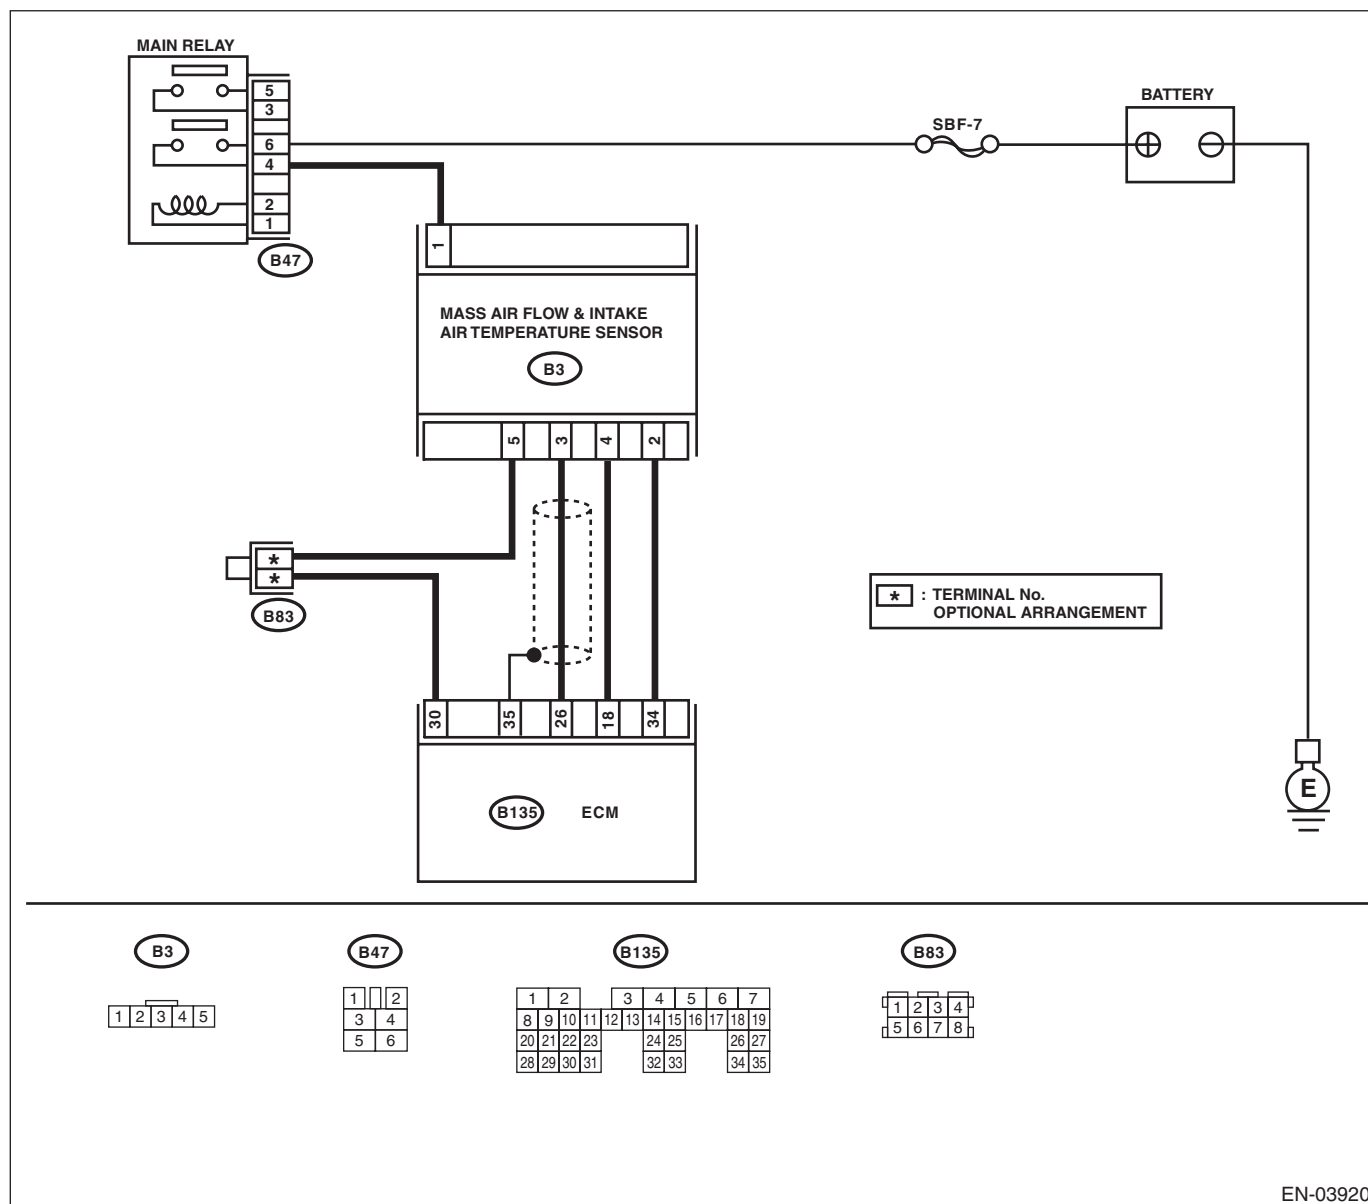 MAIN RELAY
5
3
6
4
2
1
B47
SBF-7
BATTERY
1
MASS AIR FLOW & INTAKE
AIR TEMPERATURE SENSOR
B3
5 3 4 2
*
*
B83
* : TERMINAL No.
OPTIONAL ARRANGEMENT
30 35 26 18 34
B135 ECM
E
B3 B47 B135 B83
1 2 3 4 5
1 2
3 4
5 6
1 2 3 4 5 6 7
8 9 10 11 12 13 14 15 16 17 18 19
20 21 22 23 24 25 26 27
28 29 30 31 32 33 34 35
1 2 3 4
5 6 7 8
EN-03920